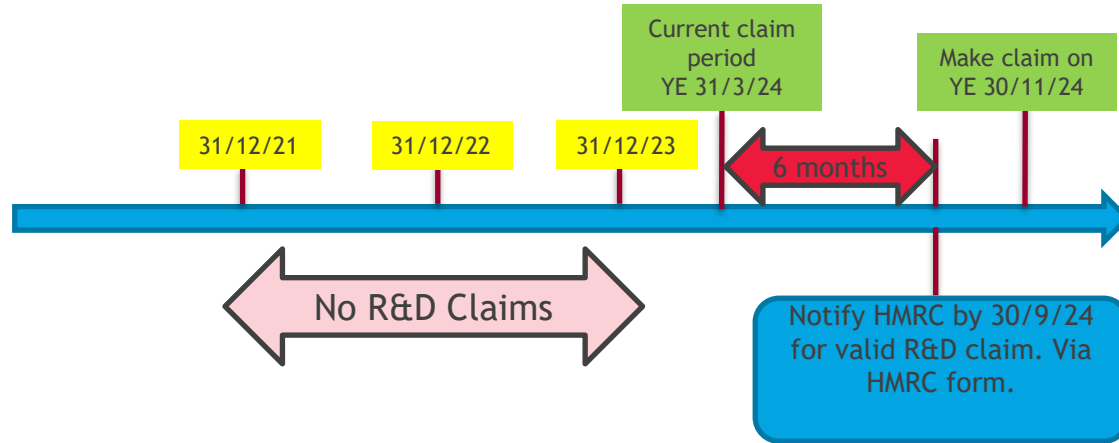 Current claim
period
YE 31/3/24
Make claim on
YE 30/11/24
31/12/21
31/12/22
31/12/23
6 months
No R&D Claims
Notify HMRC by 30/9/24
for valid R&D claim. Via
HMRC form.